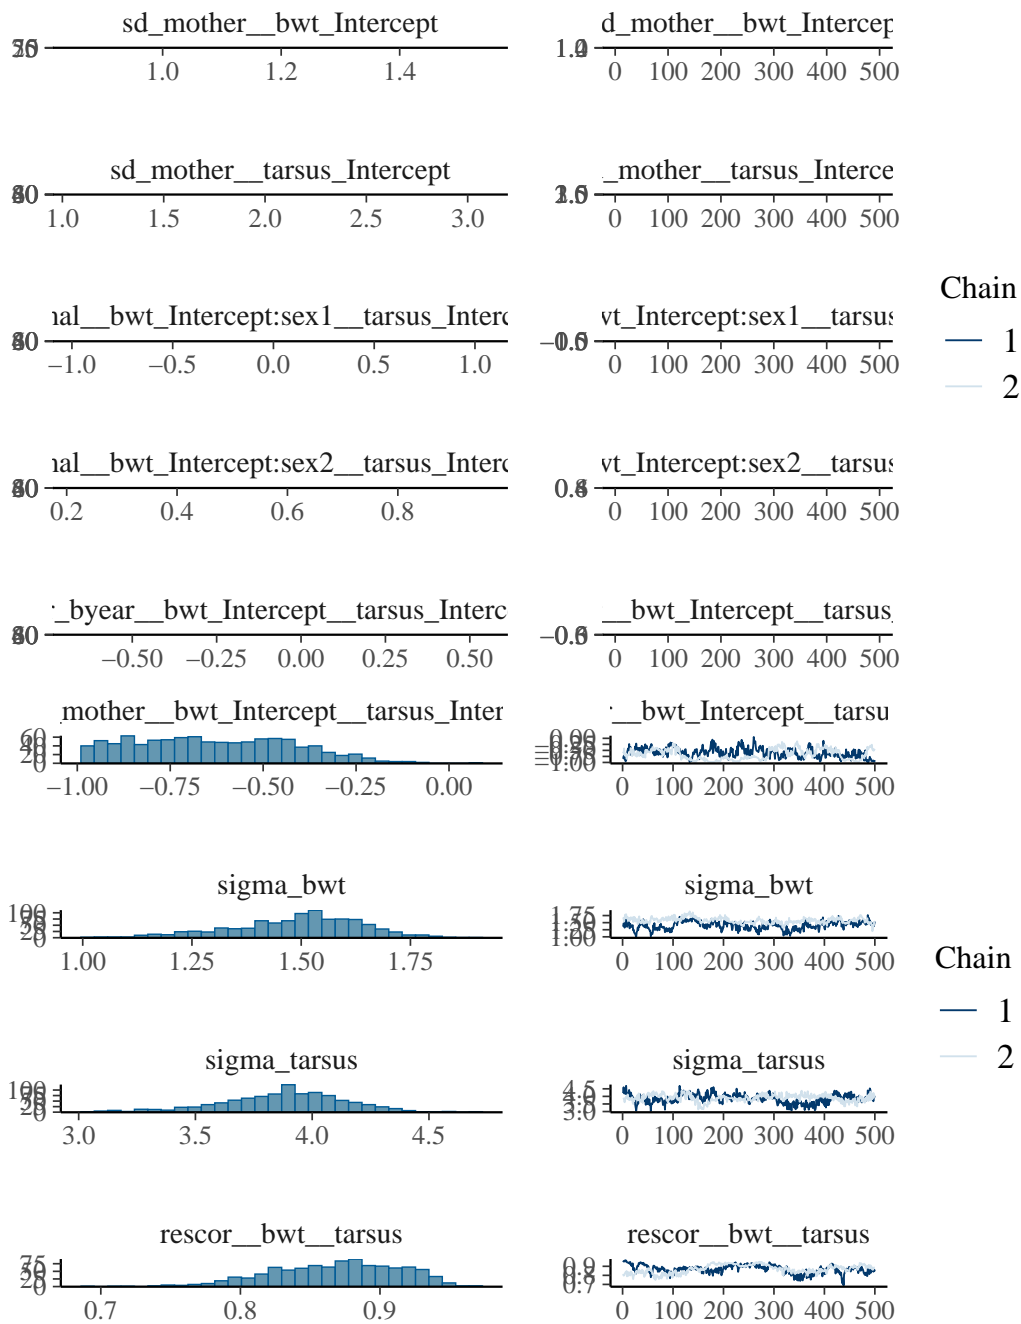 sd_mother__bwt_Intercept
d_mother__bwt_Intercep
1.0 1.2 1.4
0 100 200 300 400 500
sd_mother__tarsus_Intercept
_mother__tarsus_Interce
1.0 1.5 2.0 2.5 3.0
0 100 200 300 400 500
nal__bwt_Intercept:sex1__tarsus_Interc
vt_Intercept:sex1__tarsus
−1.0 −0.5 0.0 0.5 1.0
0 100 200 300 400 500
nal__bwt_Intercept:sex2__tarsus_Interc
vt_Intercept:sex2__tarsus
0.2 0.4 0.6 0.8
0 100 200 300 400 500
_byear__bwt_Intercept__tarsus_Interc
__bwt_Intercept__tarsus_
−0.50 −0.25 0.00 0.25 0.50
0 100 200 300 400 500
Chain
1
2
mother__bwt_Intercept__tarsus_Inter
__bwt_Intercept__tarsu
−1.00 −0.75 −0.50 −0.25 0.00
0 100 200 300 400 500
sigma_bwt
sigma_bwt
1.00 1.25 1.50 1.75
0 100 200 300 400 500
sigma_tarsus
sigma_tarsus
3.0 3.5 4.0 4.5
0 100 200 300 400 500
rescor__bwt__tarsus
rescor__bwt__tarsus
0.7 0.8 0.9
0 100 200 300 400 500
Chain
1
2